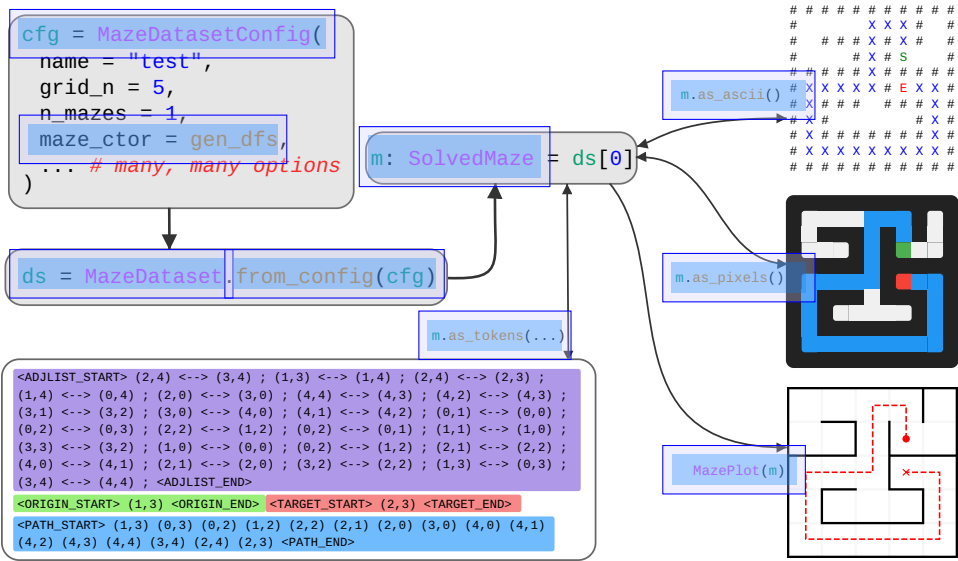 cfg = MazeDatasetConfig(
name = "test",
grid_n = 5,
n_mazes = 1,
maze_ctor = gen_dfs,
... # many, many options
)
ds = MazeDataset.from_config(cfg)
m: SolvedMaze = ds[0]
m.as_tokens(...)
<ADJLIST_START> (2,4) <--> (3,4) ; (1,3) <--> (1,4) ; (2,4) <--> (2,3) ;
(1,4) <--> (0,4) ; (2,0) <--> (3,0) ; (4,4) <--> (4,3) ; (4,2) <--> (4,3) ;
(3,1) <--> (3,2) ; (3,0) <--> (4,0) ; (4,1) <--> (4,2) ; (0,1) <--> (0,0) ;
(0,2) <--> (0,3) ; (2,2) <--> (1,2) ; (0,2) <--> (0,1) ; (1,1) <--> (1,0) ;
(3,3) <--> (3,2) ; (1,0) <--> (0,0) ; (0,2) <--> (1,2) ; (2,1) <--> (2,2) ;
(4,0) <--> (4,1) ; (2,1) <--> (2,0) ; (3,2) <--> (2,2) ; (1,3) <--> (0,3) ;
(3,4) <--> (4,4) ; <ADJLIST_END>
<ORIGIN_START> (1,3) <ORIGIN_END> <TARGET_START> (2,3) <TARGET_END>
<PATH_START> (1,3) (0,3) (0,2) (1,2) (2,2) (2,1) (2,0) (3,0) (4,0) (4,1)
(4,2) (4,3) (4,4) (3,4) (2,4) (2,3) <PATH_END>
m.as_ascii()
# # # # # # # # # # #
#         X X X #   #
#   # # # X # X #   #
#       # X # S     #
# # # # # X # # # # #
# X X X X X # E X X #
# X # # #   # # # X #
# X #           # X #
# X # # # # # # # X #
# X X X X X X X X X #
# # # # # # # # # # #
m.as_pixels()
MazePlot(m)